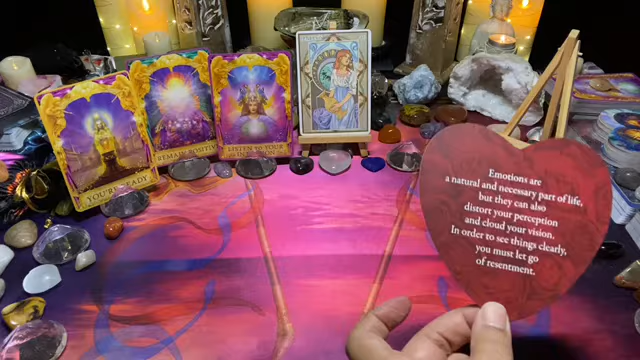 YOU'RE READY
REMAIN POSITIVE
LISTEN TO YOUR
INTUITION
Emotions are
a natural and necessary part of life,
but they can also
distort your perception
and cloud your vision.
In order to see things clearly,
you must let go
of resentment.